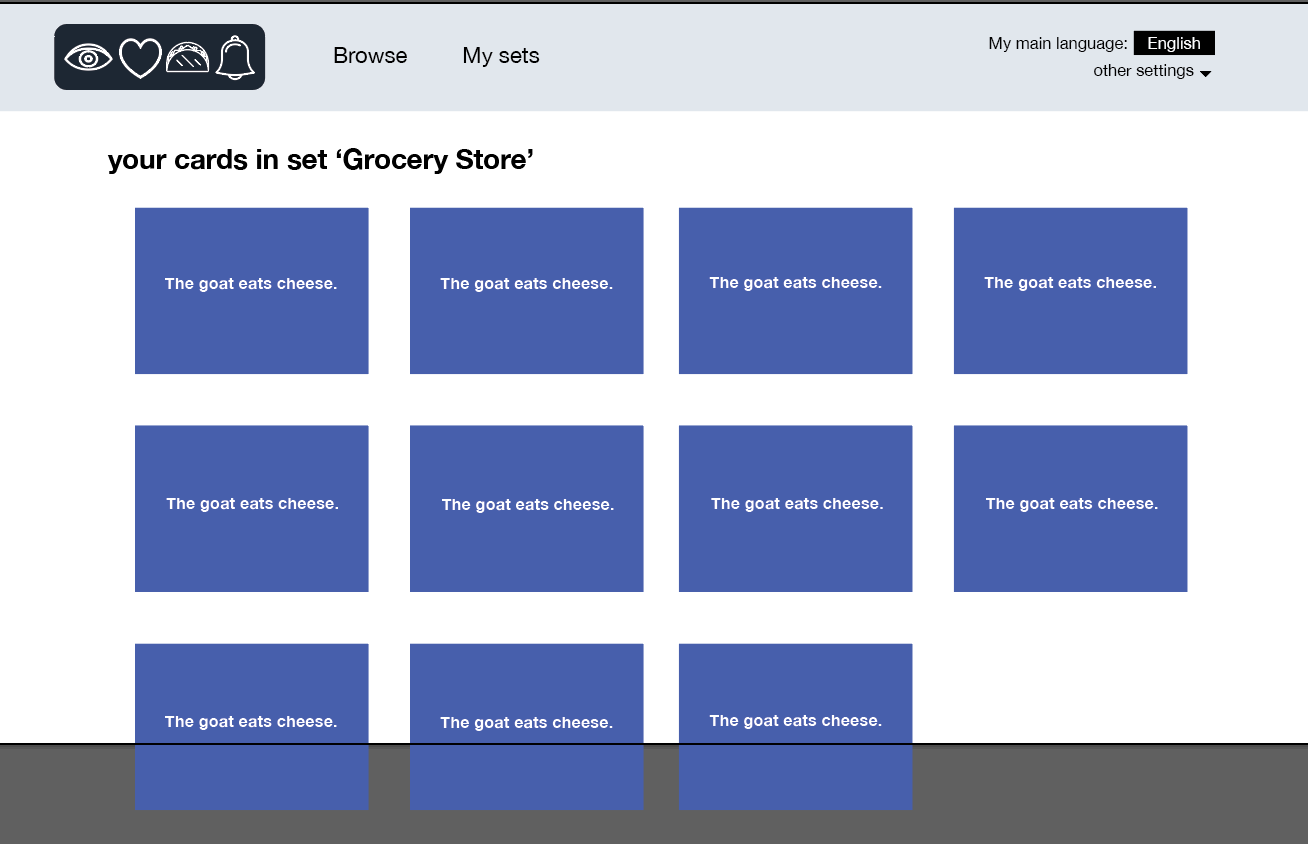 Browse My sets
My main language: English
other settings
your cards in set ‘Grocery Store’
The goat eats cheese. The goat eats cheese. The goat eats cheese. The goat eats cheese.
The goat eats cheese. The goat eats cheese. The goat eats cheese. The goat eats cheese.
The goat eats cheese. The goat eats cheese. The goat eats cheese.